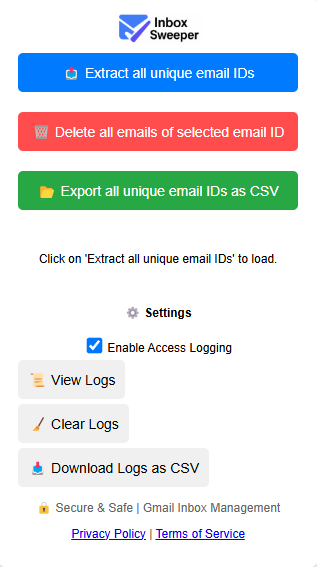 Inbox
Sweeper
📩 Extract all unique email IDs
🗑️ Delete all emails of selected email ID
📂 Export all unique email IDs as CSV
Click on 'Extract all unique email IDs' to load.
⚙️ Settings
Enable Access Logging
📜 View Logs
🧹 Clear Logs
📥 Download Logs as CSV
🔒 Secure & Safe | Gmail Inbox Management
Privacy Policy | Terms of Service